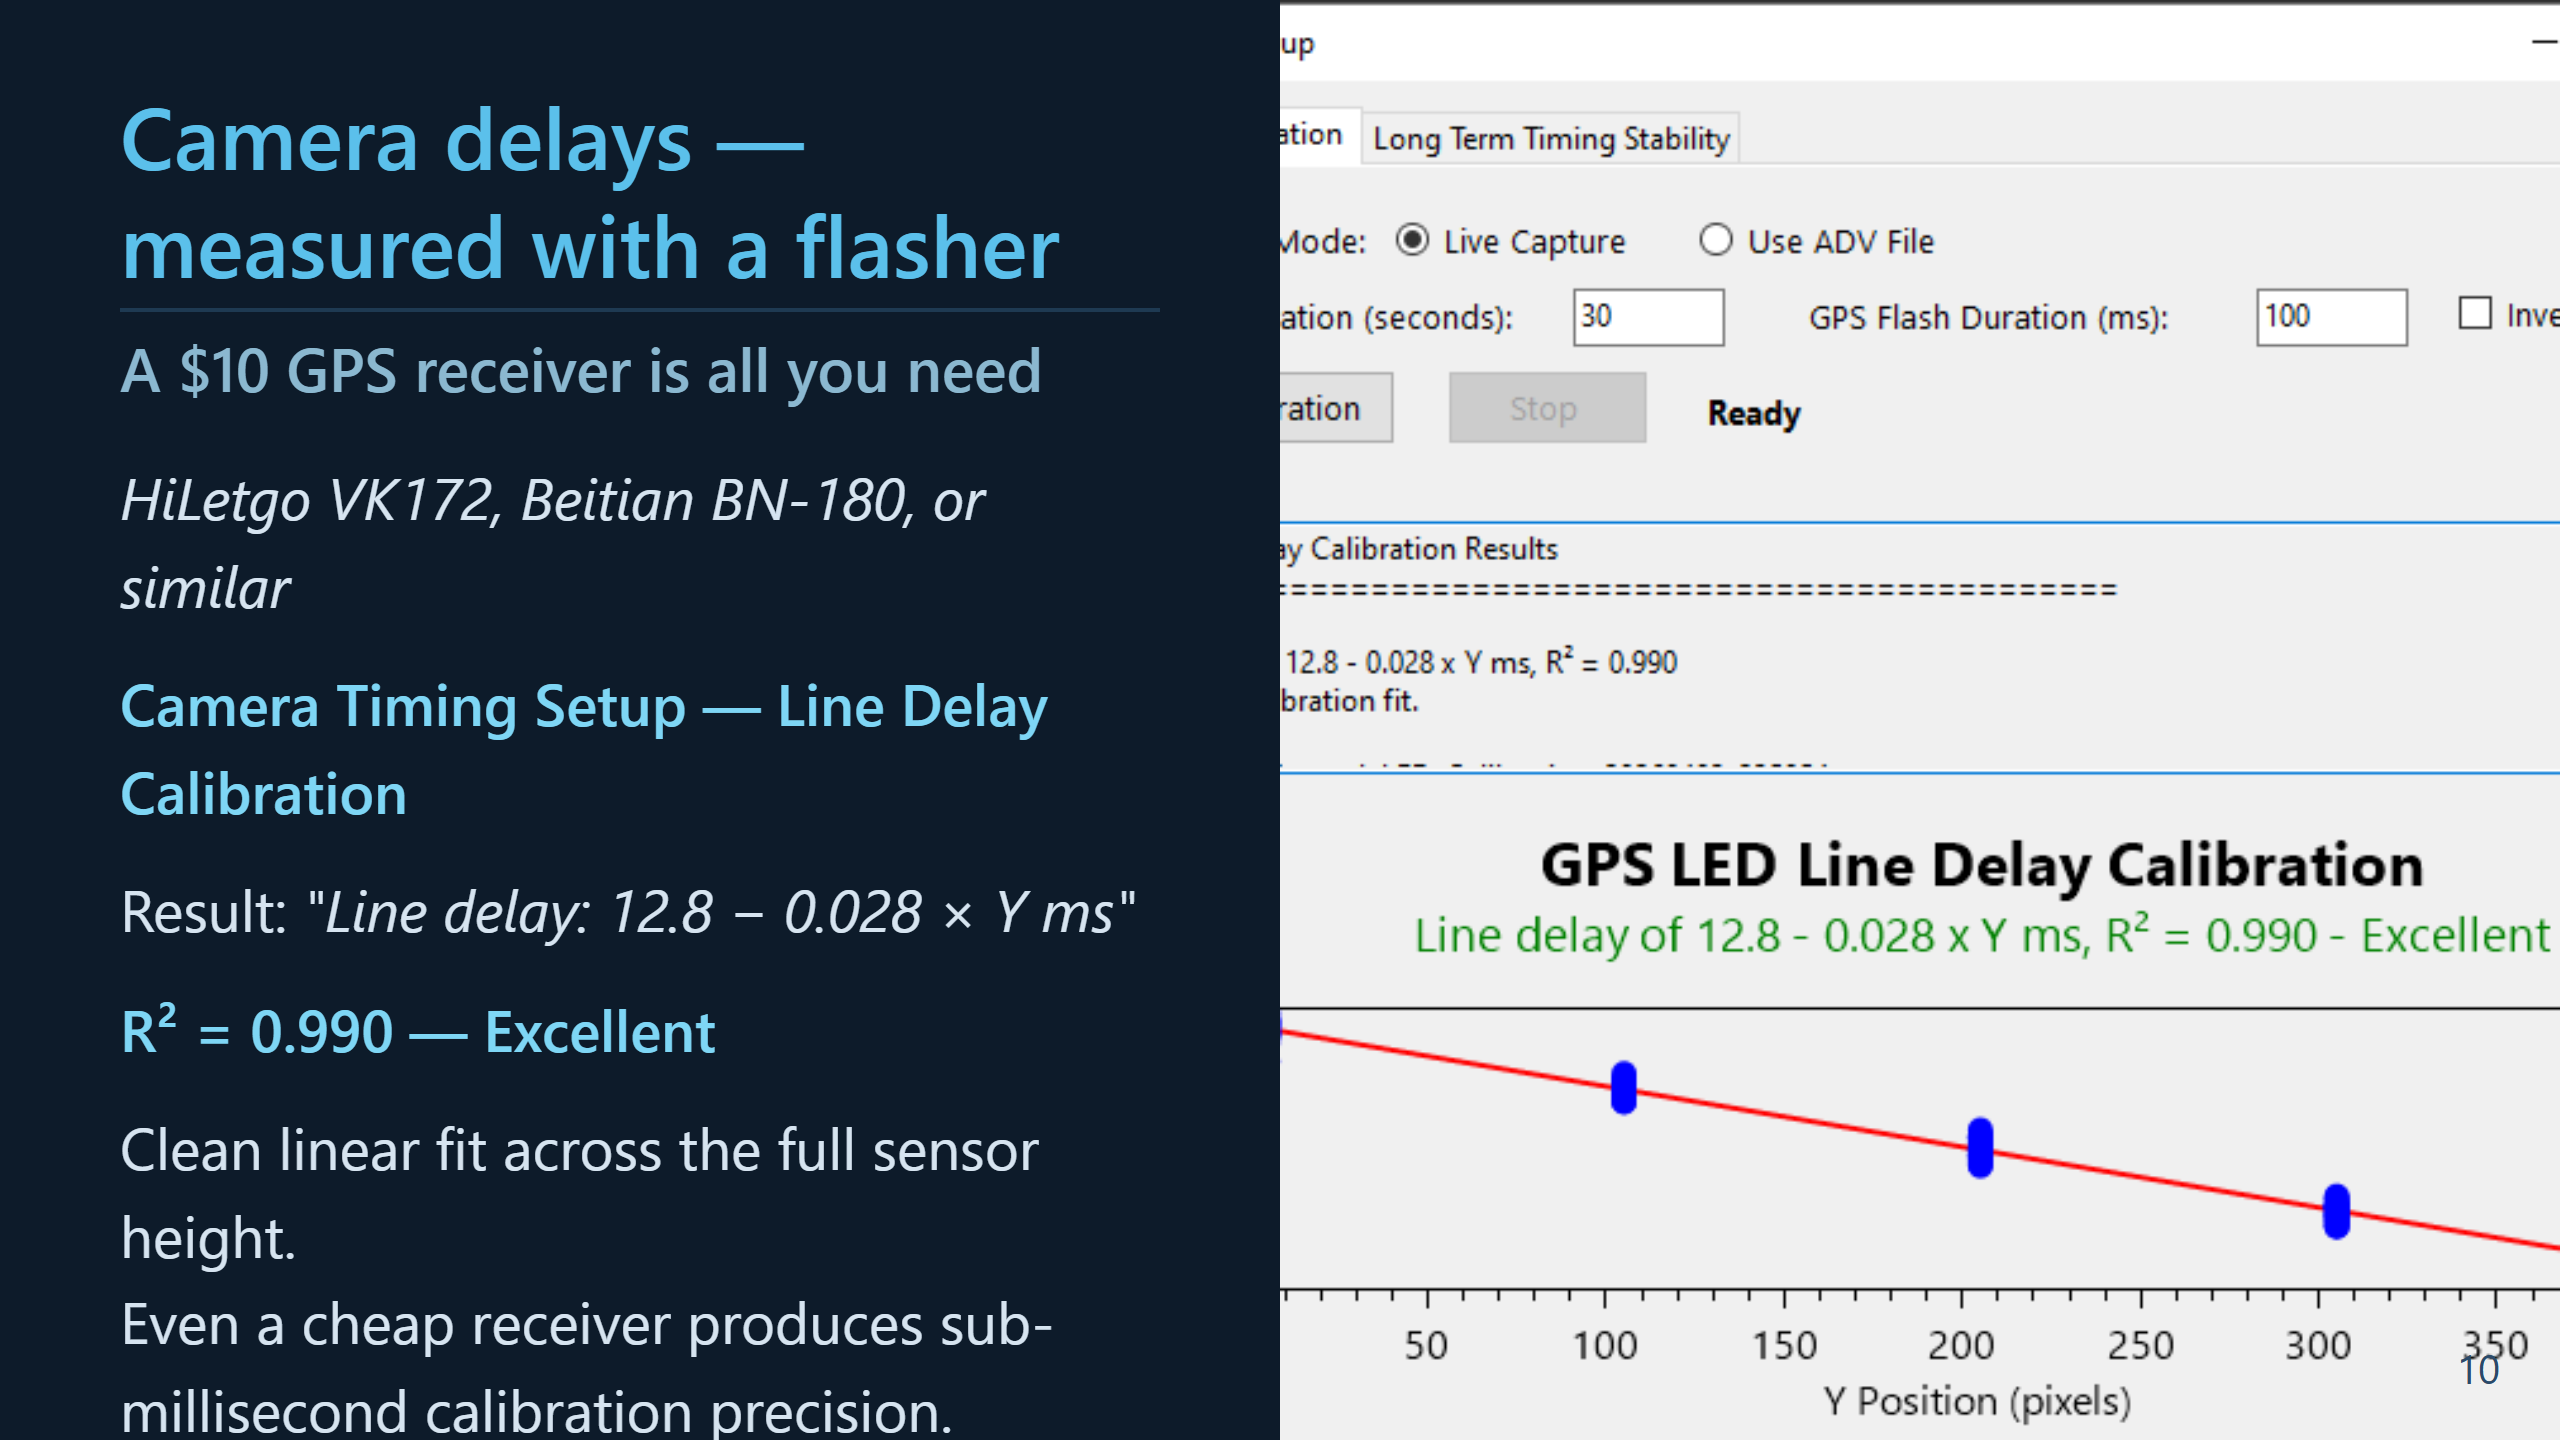 Camera delays —
measured with a flasher
A $10 GPS receiver is all you need
HiLetgo VK172, Beitian BN-180, or
similar
Camera Timing Setup — Line Delay
Calibration
Result: "Line delay: 12.8 – 0.028 × Y ms"
R² = 0.990 — Excellent
Clean linear fit across the full sensor
height.
Even a cheap receiver produces sub-
millisecond calibration precision.
up
ation Long Term Timing Stability
Mode: Live Capture Use ADV File
ation (seconds): 30 GPS Flash Duration (ms): 100 Inve
ration Stop Ready
ay Calibration Results
==============================================
12.8 - 0.028 x Y ms, R² = 0.990
bration fit.
GPS LED Line Delay Calibration
Line delay of 12.8 - 0.028 x Y ms, R² = 0.990 - Excellent
50 100 150 200 250 300 350
10
Y Position (pixels)